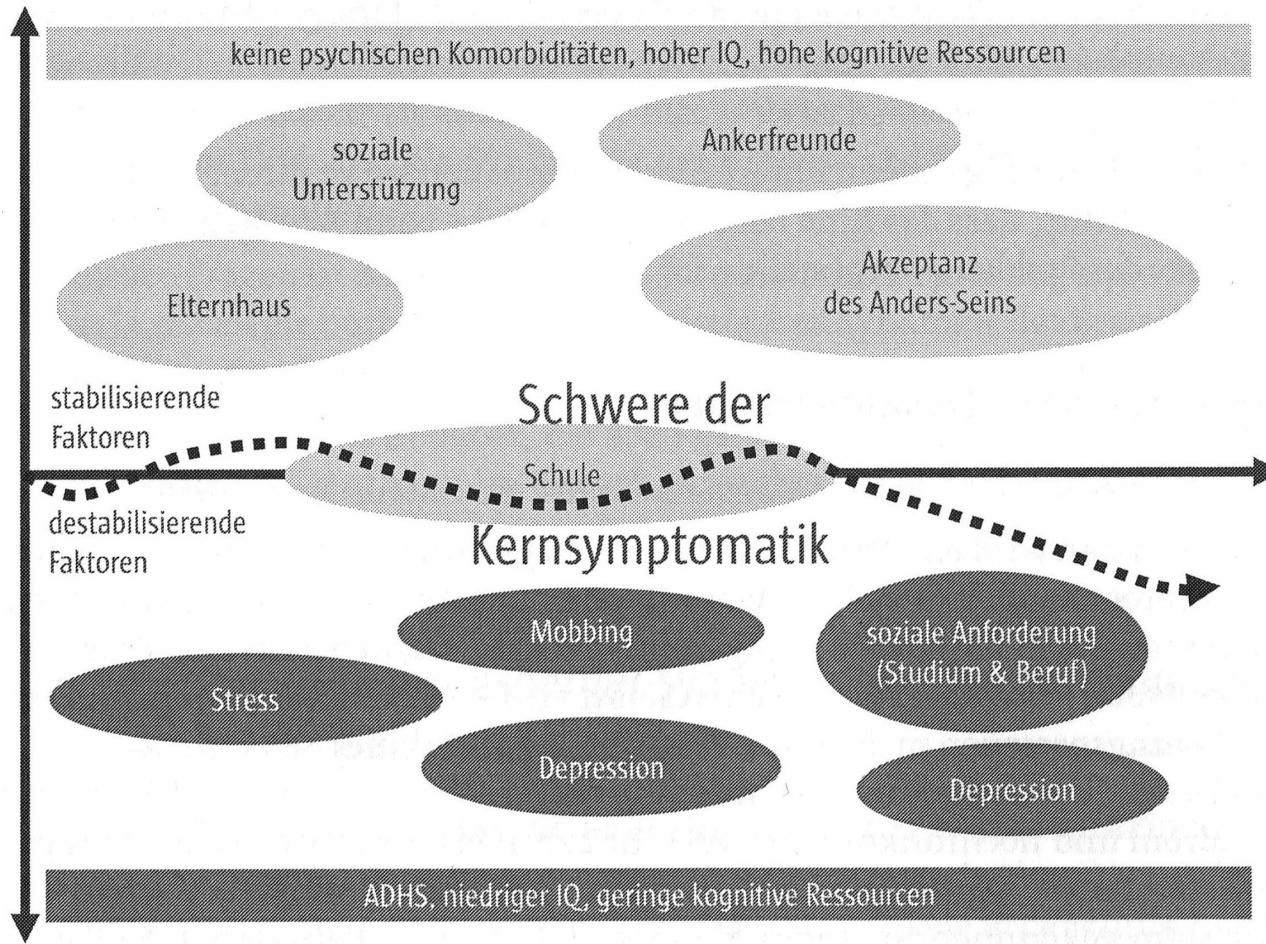 keine psychischen Komorbiditäten, hoher IQ, hohe kognitive Ressourcen
soziale
Unterstützung
Ankerfreunde
Elternhaus
Akzeptanz
des Anders-Seins
stabilisierende
Faktoren
Schwere der
Schule
destabilisierende
Faktoren
Kernsymptomatik
Mobbing
soziale Anforderung
(Studium & Beruf)
Stress
Depression
Depression
ADHS, niedriger IQ, geringe kognitive Ressourcen